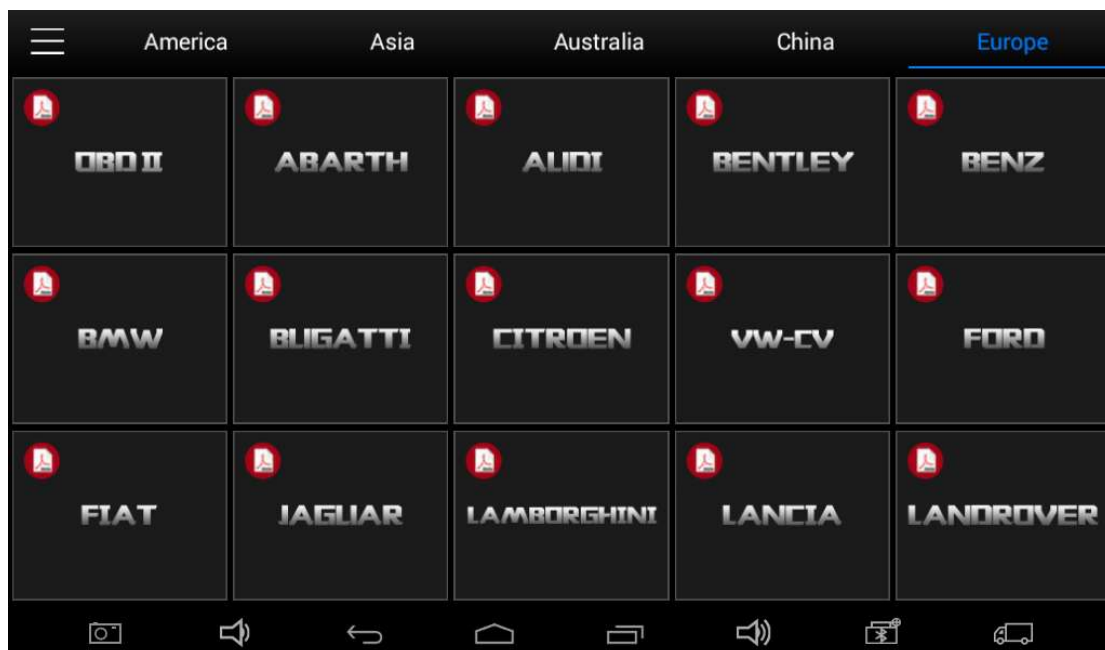 America Asia Australia China Europe
OBD II ABARTH AUDI BENTLEY BENZ
BMW BUGATTI CITROEN VW-CV FORD
FIAT JAGUAR LAMBORGHINI LANCIA LANDROVER